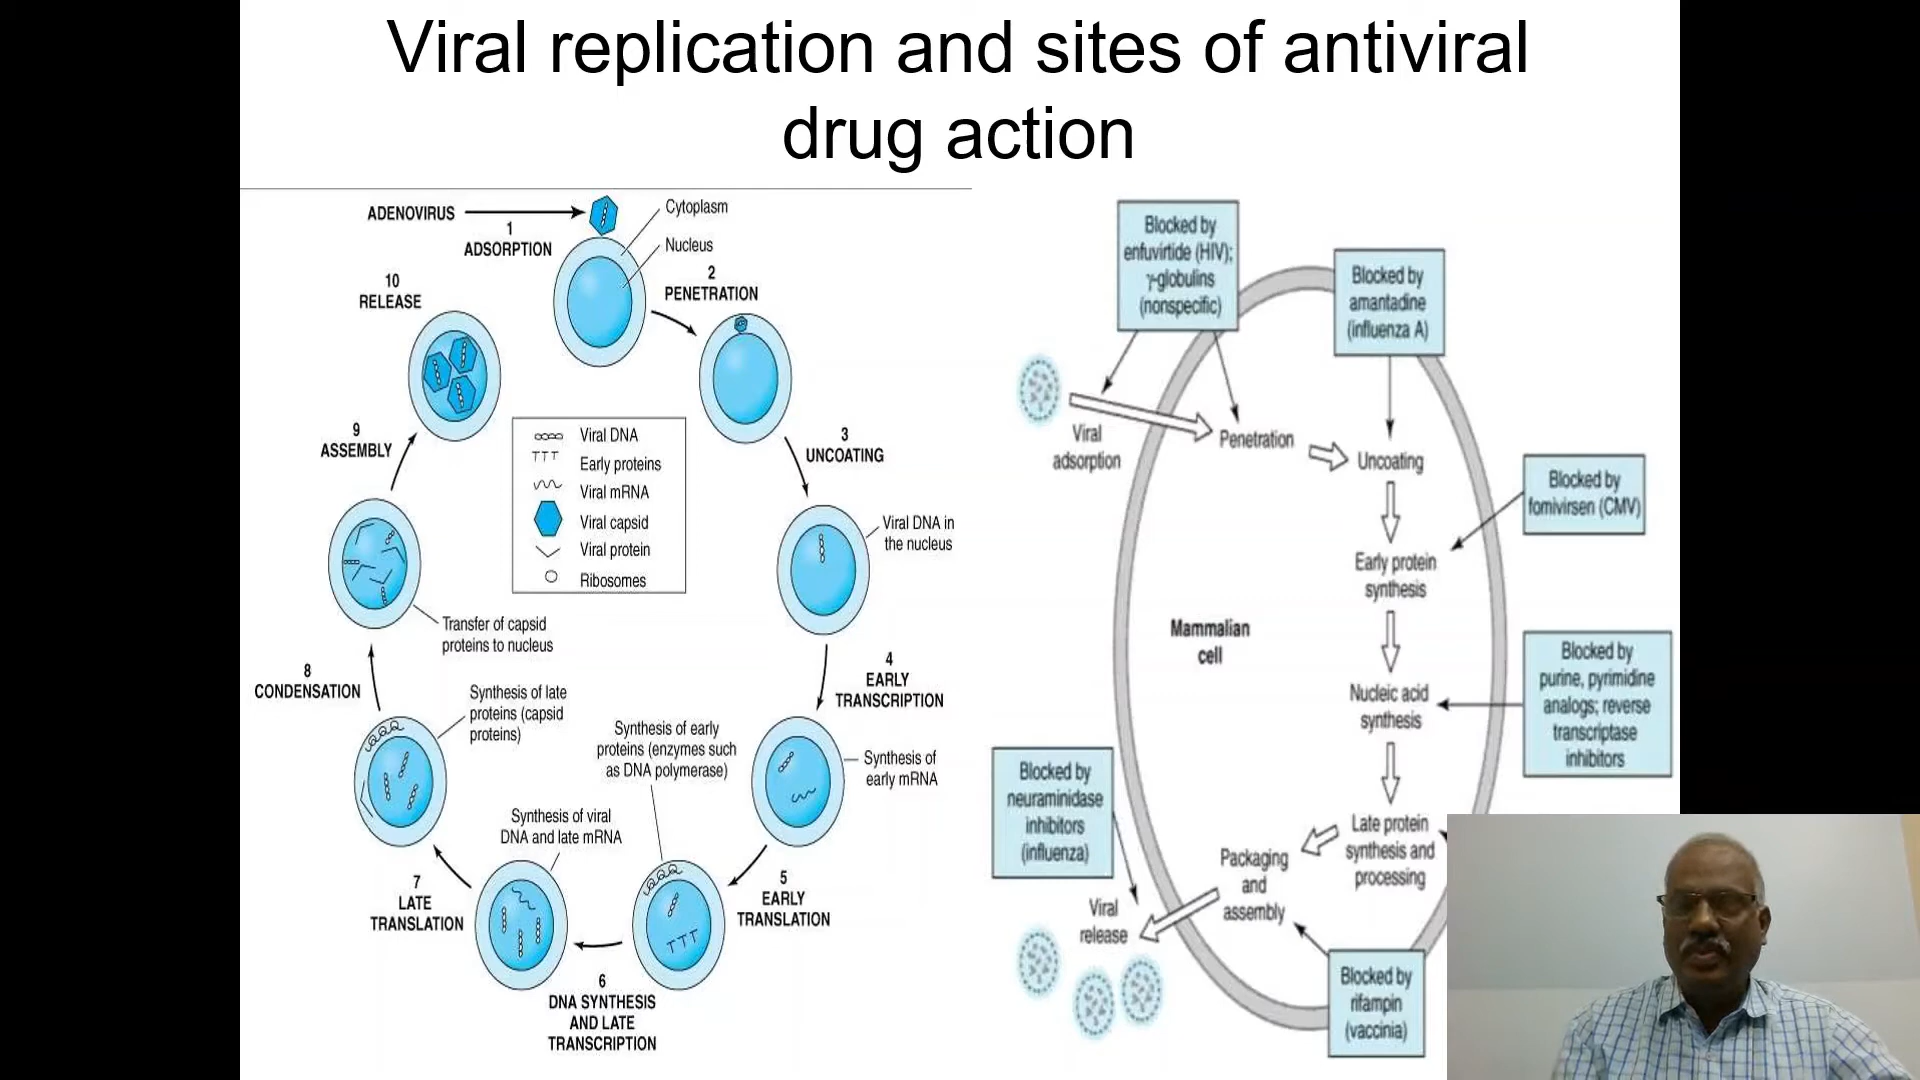 Viral replication and sites of antiviral
drug action
ADENOVIRUS
1
ADSORPTION
Cytoplasm
Nucleus
2
PENETRATION
3
UNCOATING
Viral DNA in
the nucleus
4
EARLY
TRANSCRIPTION
Synthesis of
early mRNA
5
EARLY
TRANSLATION
Synthesis of early
proteins (enzymes such
as DNA polymerase)
6
DNA SYNTHESIS
AND LATE
TRANSCRIPTION
Synthesis of viral
DNA and late mRNA
7
LATE
TRANSLATION
Synthesis of late
proteins (capsid
proteins)
8
CONDENSATION
Transfer of capsid
proteins to nucleus
9
ASSEMBLY
10
RELEASE
Viral DNA
Early proteins
Viral mRNA
Viral capsid
Viral protein
Ribosomes
Blocked by
enfuvirtide (HIV);
γ-globulins
(nonspecific)
Blocked by
amantadine
(influenza A)
Viral
adsorption
Penetration
Uncoating
Blocked by
fomivirsen (CMV)
Early protein
synthesis
Mammalian
cell
Nucleic acid
synthesis
Blocked by
purine, pyrimidine
analogs; reverse
transcriptase
inhibitors
Late protein
synthesis and
processing
Blocked by
neuraminidase
inhibitors
(influenza)
Packaging
and
assembly
Viral
release
Blocked by
rifampin
(vaccinia)